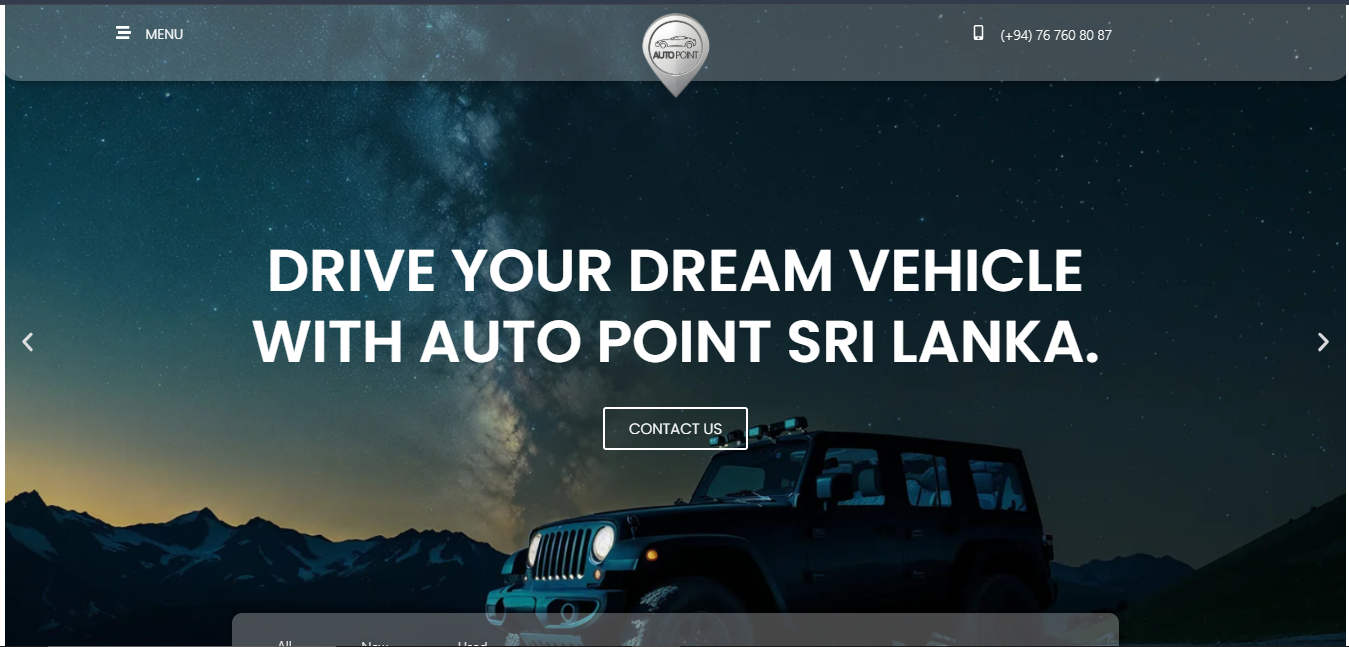 MENU
AUTO POINT
(+94) 76 760 80 87
DRIVE YOUR DREAM VEHICLE
WITH AUTO POINT SRI LANKA.
CONTACT US
All New Used